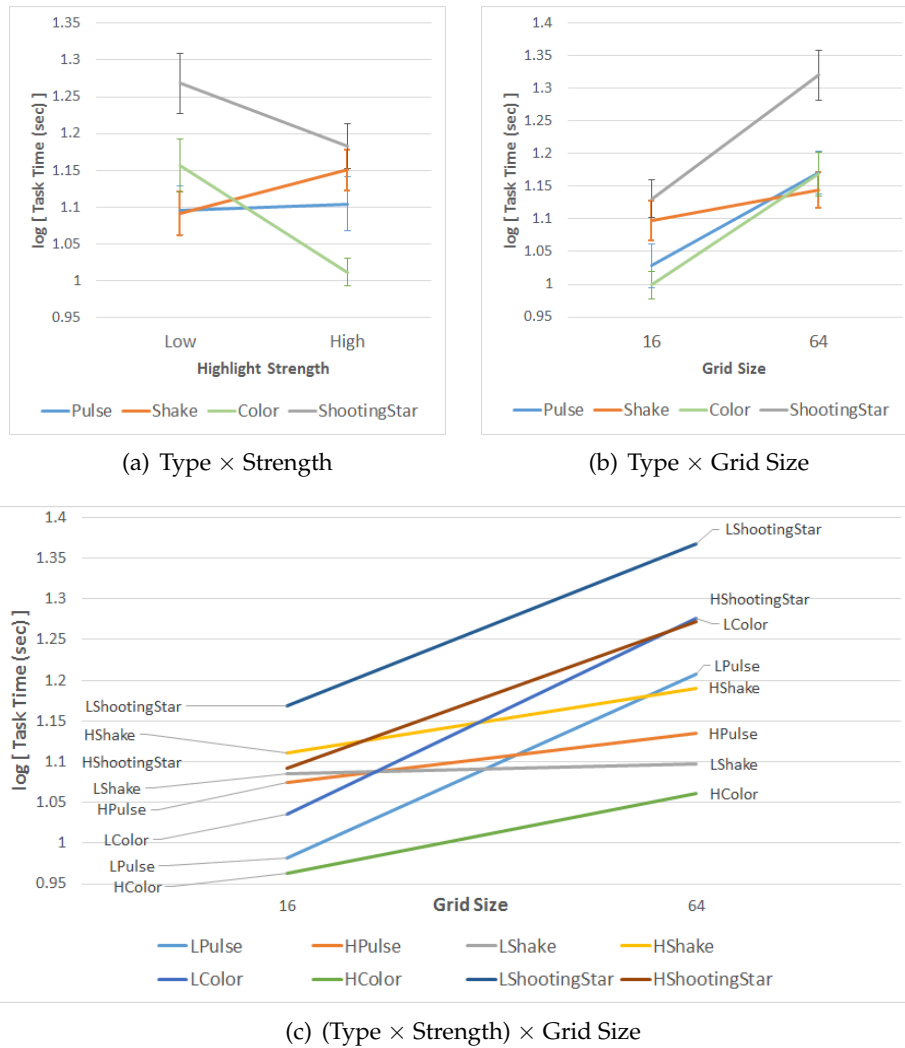 1.35
1.3
1.25
1.2
1.15
1.1
1.05
1
0.95
log [ Task Time (sec) ]
Low High
Highlight Strength
Pulse Shake Color ShootingStar
(a) Type × Strength
1.4
1.35
1.3
1.25
1.2
1.15
1.1
1.05
1
0.95
log [ Task Time (sec) ]
16 64
Grid Size
Pulse Shake Color ShootingStar
(b) Type × Grid Size
1.4
1.35
1.3
1.25
1.2
1.15
1.1
1.05
1
0.95
log [ Task Time (sec) ]
LShootingStar
HShake
HShootingStar
LShake
HPulse
LColor
LPulse
HColor
LShootingStar
HShootingStar
LColor
LPulse
HShake
HPulse
LShake
HColor
16 Grid Size 64
LPulse HPulse LShake HShake
LColor HColor LShootingStar HShootingStar
(c) (Type × Strength) × Grid Size